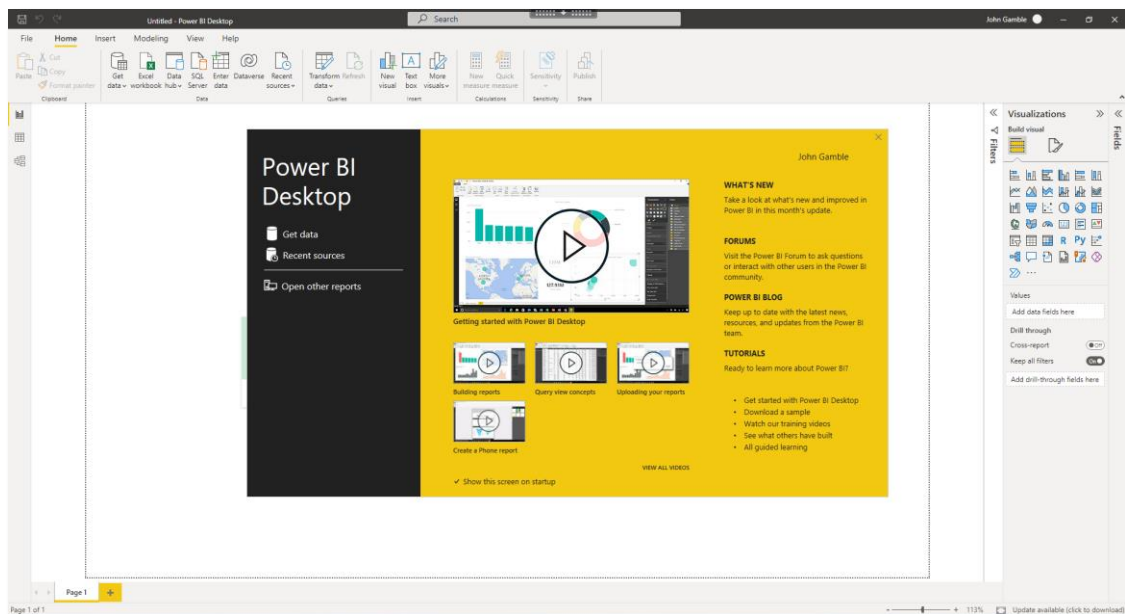 Untitled - Power BI Desktop
Search
John Gamble
File Home Insert Modeling View Help
Paste
Cut
Copy
Format painter
Clipboard
Get data
Excel workbook
Data hub
SQL Server
Enter data
Dataverse
Recent sources
Data
Transform data
Refresh
Queries
New visual
Text box
More visuals
Insert
New measure
Quick measure
Calculations
Sensitivity
Sensitivity
Publish
Share
Power BI
Desktop
Get data
Recent sources
Open other reports
John Gamble
Getting started with Power BI Desktop
Building reports
Query view concepts
Uploading your reports
Create a Phone report
VIEW ALL VIDEOS
Show this screen on startup
WHAT'S NEW
Take a look at what's new and improved in
Power BI in this month's update.
FORUMS
Visit the Power BI Forum to ask questions
or interact with other users in the Power BI
community.
POWER BI BLOG
Keep up to date with the latest news,
resources, and updates from the Power BI
team.
TUTORIALS
Ready to learn more about Power BI?
• Get started with Power BI Desktop
• Download a sample
• Watch our training videos
• See what others have built
• All guided learning
Filters
Visualizations
Build visual
R Py
Values
Add data fields here
Drill through
Cross-report
Off
Keep all filters
On
Add drill-through fields here
Fields
Page 1
Page 1 of 1
113%
Update available (click to download)